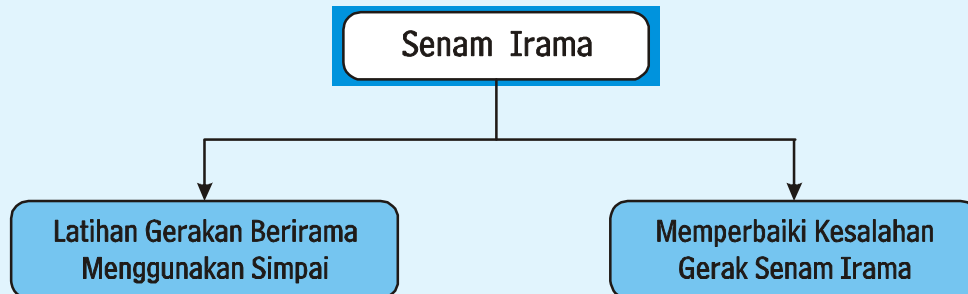 Senam Irama
Latihan Gerakan Berirama
Menggunakan Simpai
Memperbaiki Kesalahan
Gerak Senam Irama